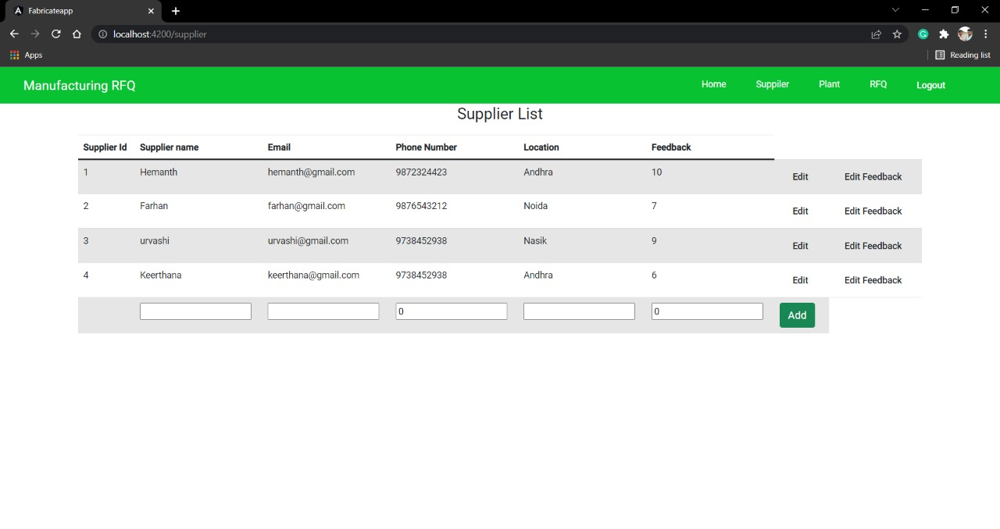 Fabricateapp
localhost:4200/supplier
Apps
Reading list
Manufacturing RFQ Home Suppiler Plant RFQ Logout
Supplier List
Supplier Id Supplier name Email Phone Number Location Feedback
1 Hemanth hemanth@gmail.com 9872324423 Andhra 10 Edit Edit Feedback
2 Farhan farhan@gmail.com 9876543212 Noida 7 Edit Edit Feedback
3 urvashi urvashi@gmail.com 9738452938 Nasik 9 Edit Edit Feedback
4 Keerthana keerthana@gmail.com 9738452938 Andhra 6 Edit Edit Feedback
0 0 Add